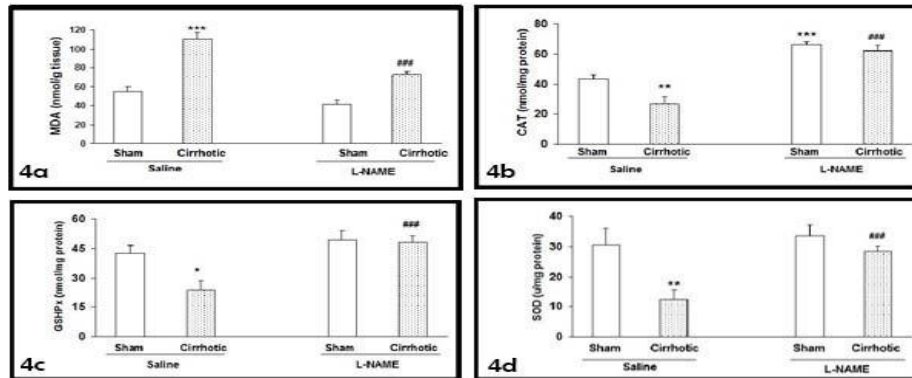 MDA (nmol/g tissue)
120
100
80
60
40
20
0
***
###
Sham Cirrhotic Sham Cirrhotic
Saline L-NAME
4a
CAT (nmol/mg protein)
80
60
40
20
0
**
***
###
Sham Cirrhotic Sham Cirrhotic
Saline L-NAME
4b
GSHPx (nmol/mg protein)
60
45
30
15
0
*
###
Sham Cirrhotic Sham Cirrhotic
Saline L-NAME
4c
SOD (u/mg protein)
40
30
20
10
0
**
###
Sham Cirrhotic Sham Cirrhotic
Saline L-NAME
4d